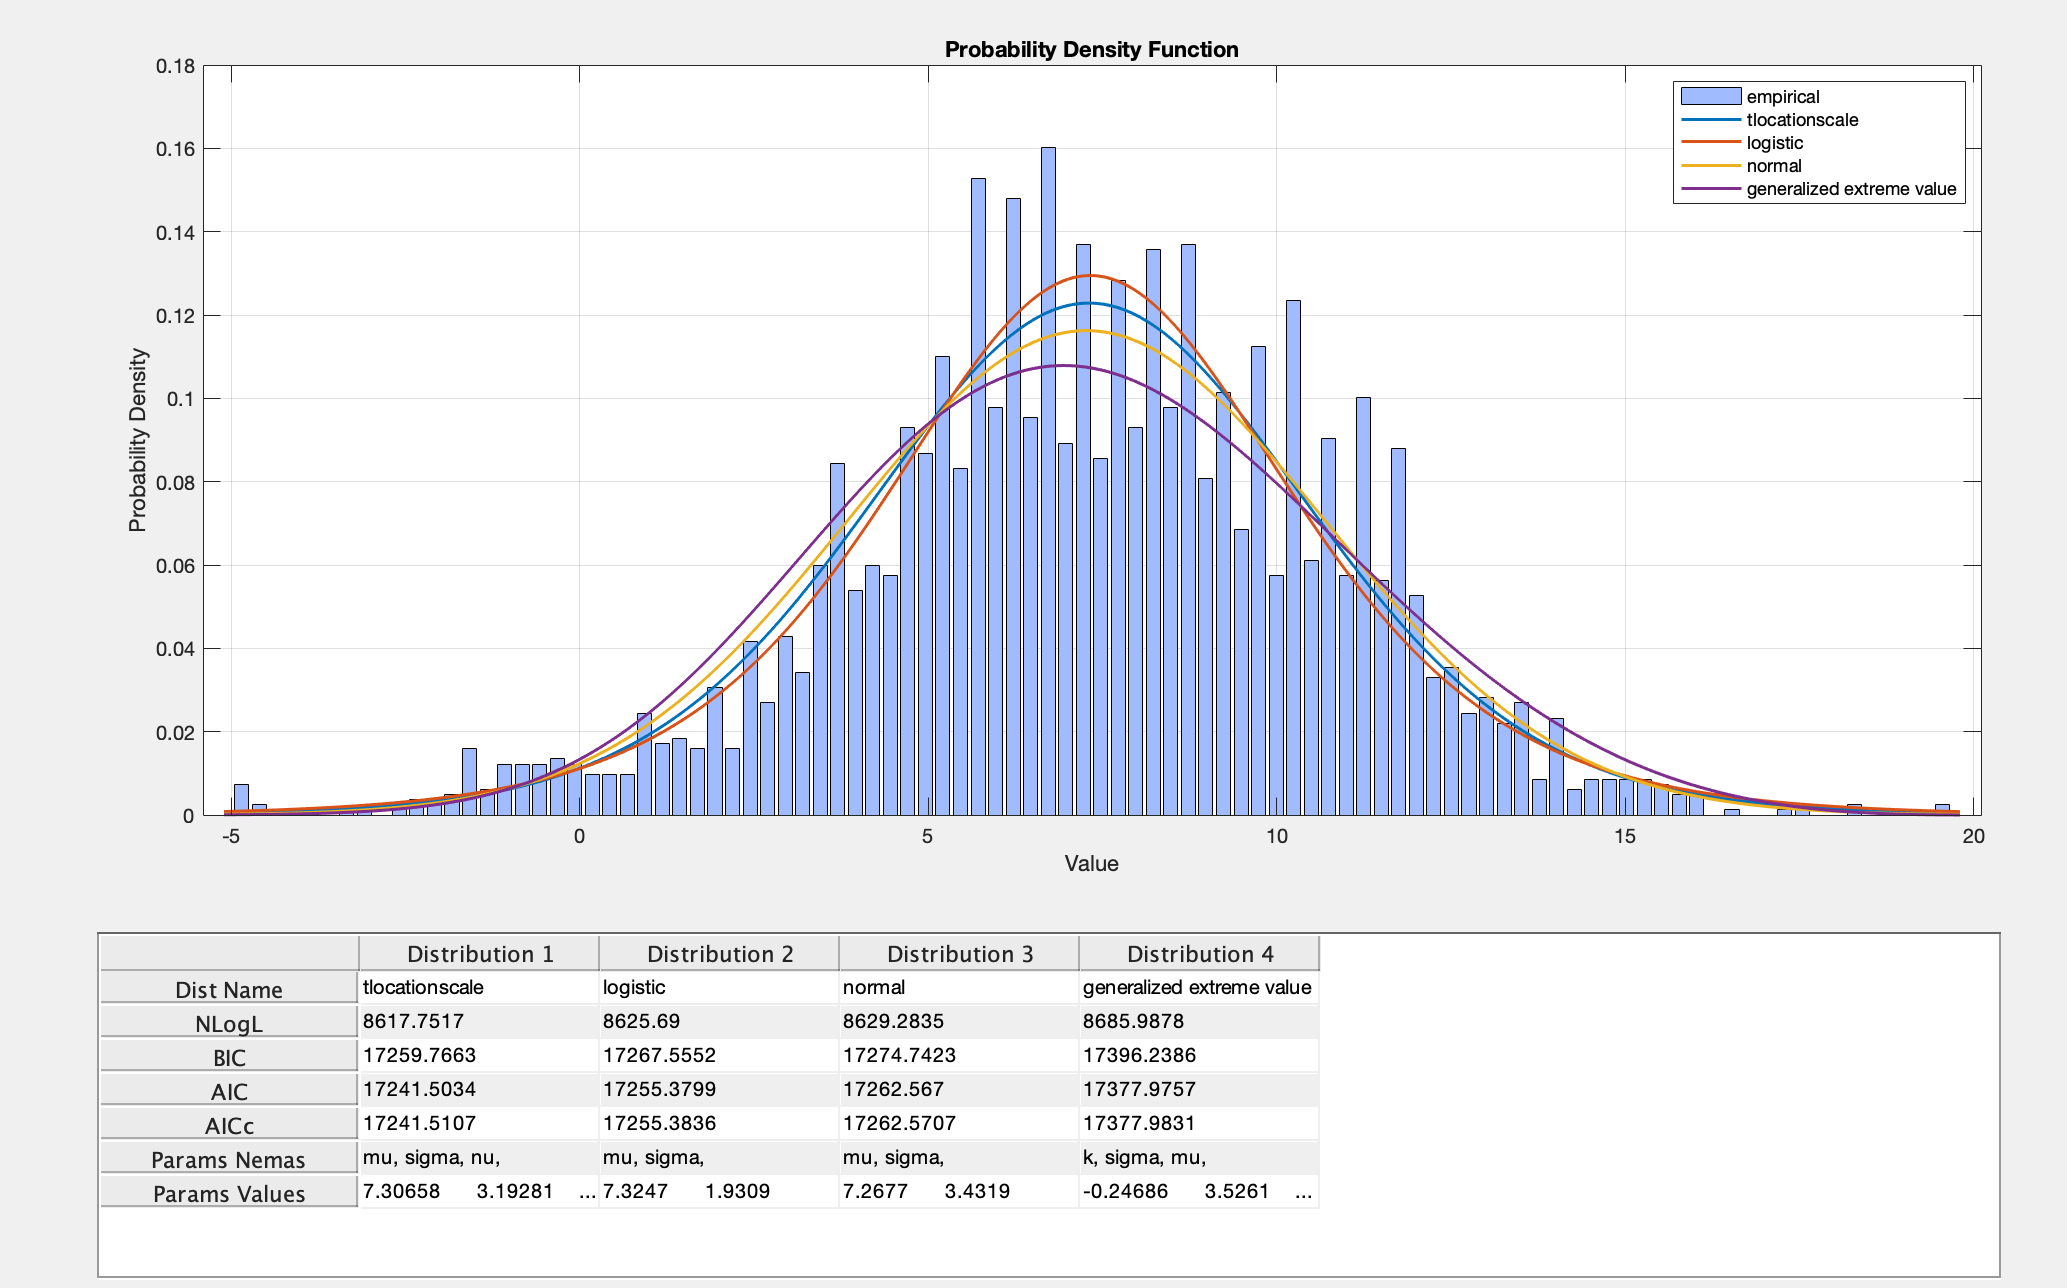 Probability Density Function
0.18
0.16
0.14
0.12
0.1
0.08
0.06
0.04
0.02
0
Probability Density
-5 0 5 10 15 20
Value
empirical
tlocationscale
logistic
normal
generalized extreme value
Distribution 1 Distribution 2 Distribution 3 Distribution 4
Dist Name tlocationscale logistic normal generalized extreme value
NLogL 8617.7517 8625.69 8629.2835 8685.9878
BIC 17259.7663 17267.5552 17274.7423 17396.2386
AIC 17241.5034 17255.3799 17262.567 17377.9757
AICc 17241.5107 17255.3836 17262.5707 17377.9831
Params Nemas mu, sigma, nu, mu, sigma, mu, sigma, k, sigma, mu,
Params Values 7.30658 3.19281 ... 7.3247 1.9309 7.2677 3.4319 -0.24686 3.5261 ...